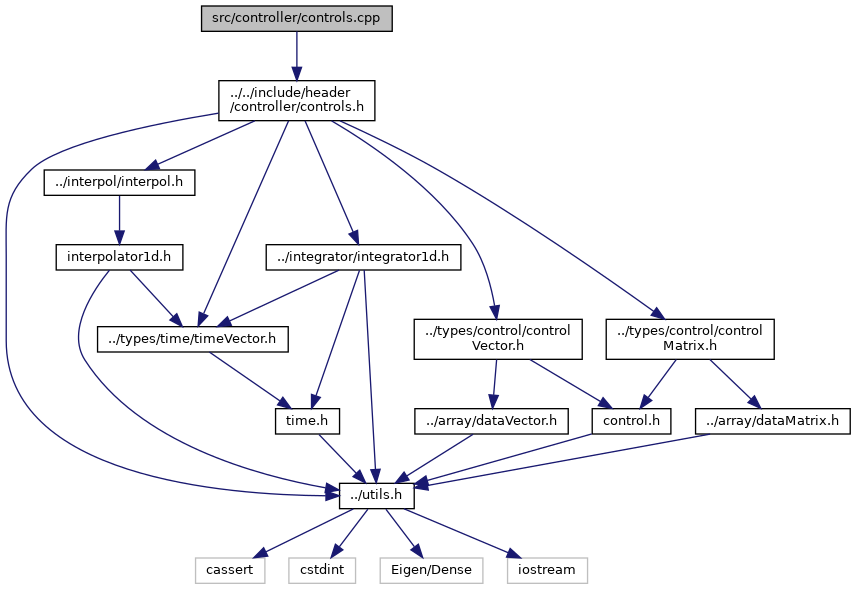 src/controller/controls.cpp
../../include/header
/controller/controls.h
../interpol/interpol.h
interpolator1d.h
../integrator/integrator1d.h
../types/time/timeVector.h
../types/control/control
Vector.h
../types/control/control
Matrix.h
time.h
../array/dataVector.h
control.h
../array/dataMatrix.h
../utils.h
cassert
cstdint
Eigen/Dense
iostream